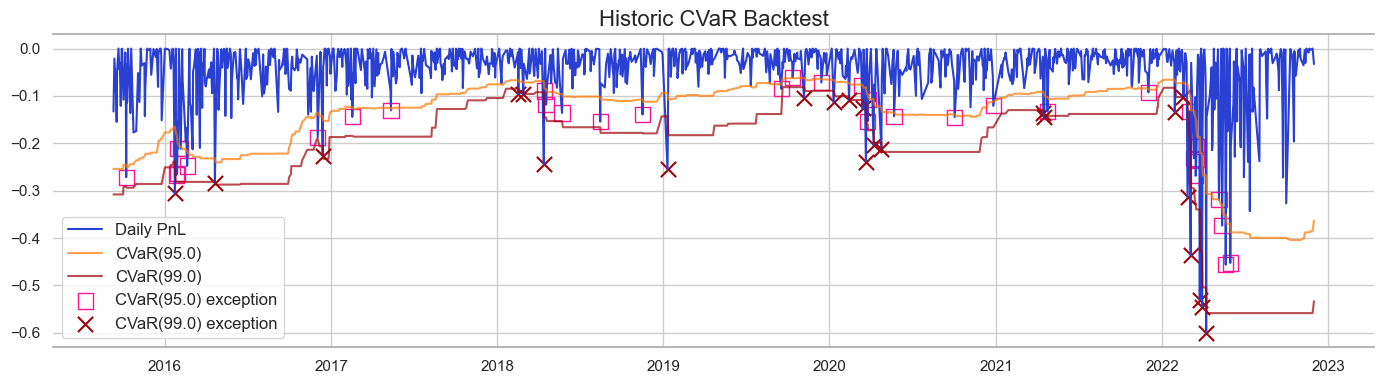 Historic CVaR Backtest
0.0
−0.1
−0.2
−0.3
−0.4
−0.5
−0.6
Daily PnL
CVaR(95.0)
CVaR(99.0)
CVaR(95.0) exception
CVaR(99.0) exception
2016
2017
2018
2019
2020
2021
2022
2023